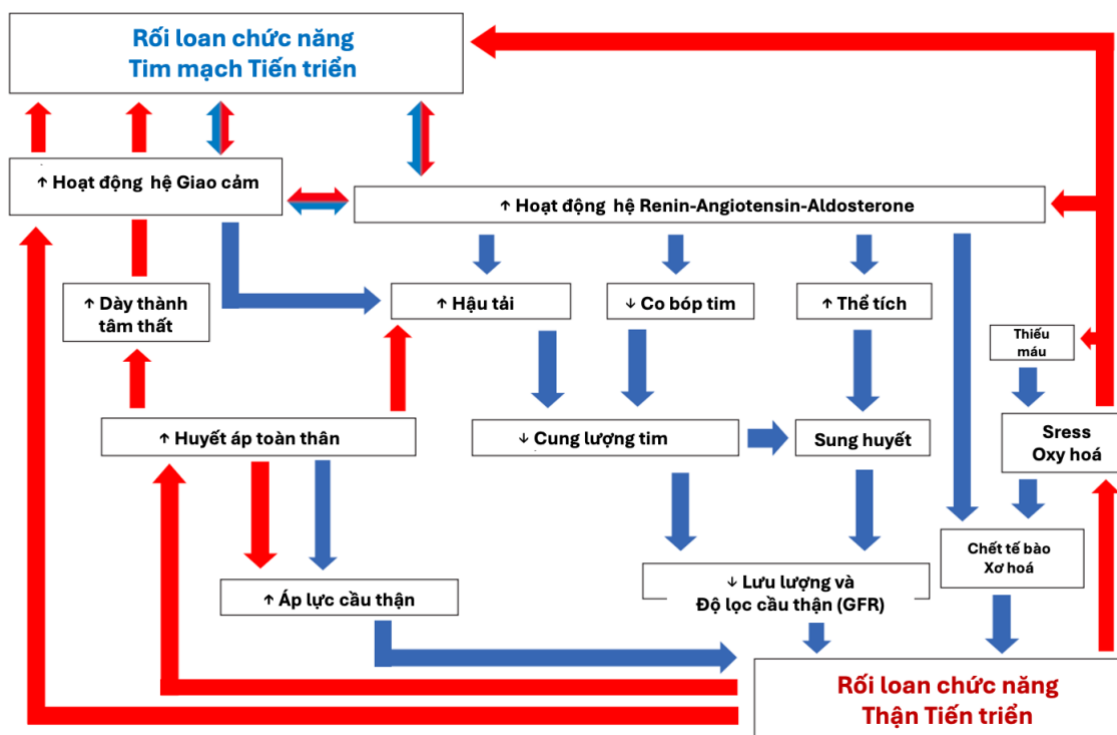 Rối loan chức năng
Tim mạch Tiến triển
↑ Hoạt động hệ Giao cảm
↑ Hoạt động hệ Renin-Angiotensin-Aldosterone
↑ Dày thành
tâm thất
↑ Hậu tải
↓ Co bóp tim
↑ Thể tích
Thiếu
máu
↑ Huyết áp toàn thân
↓ Cung lượng tim
Sung huyết
Sress
Oxy hoá
Chết tế bào
Xơ hoá
↑ Áp lực cầu thận
↓ Lưu lượng và
Độ lọc cầu thận (GFR)
Rối loan chức năng
Thận Tiến triển